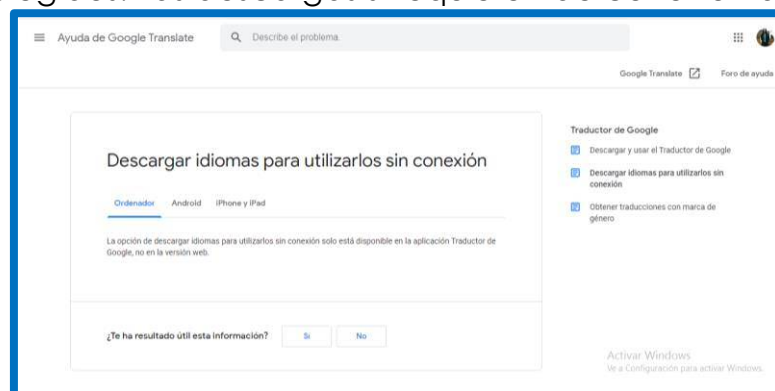 Ayuda de Google Translate
Describe el problema.
Google Translate
Foro de ayuda
Descargar idiomas para utilizarlos sin conexión
Ordenador Android iPhone y iPad
La opción de descargar idiomas para utilizarlos sin conexión solo está disponible en la aplicación Traductor de
Google, no en la versión web.
¿Te ha resultado útil esta información? Sí No
Traductor de Google
Descargar y usar el Traductor de Google
Descargar idiomas para utilizarlos sin
conexión
Obtener traducciones con marca de
género
Activar Windows
Ve a Configuración para activar Windows.